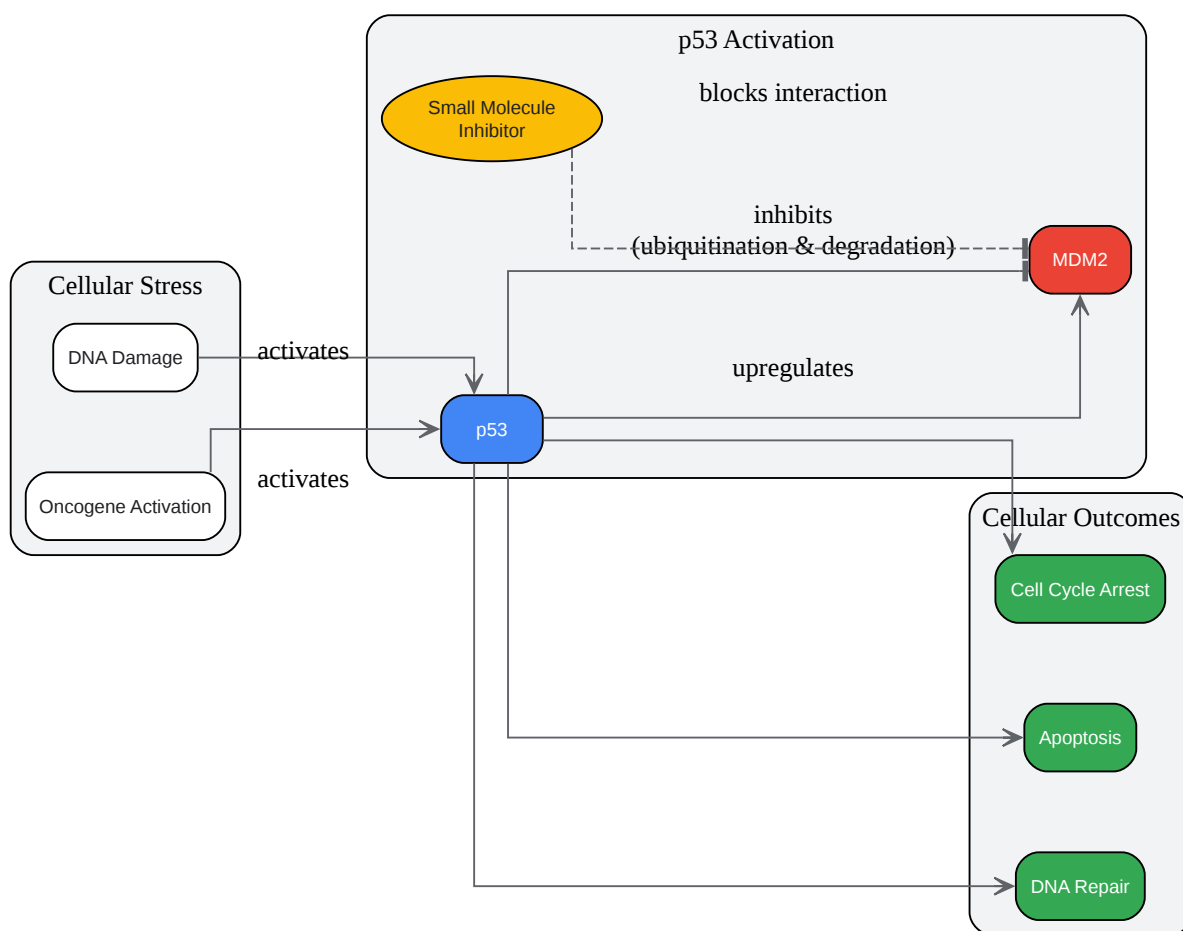 p53 Activation
blocks interaction
Small Molecule
Inhibitor
inhibits
(ubiquitination & degradation)
MDM2
Cellular Stress
DNA Damage
activates
upregulates
p53
activates
Oncogene Activation
Cellular Outcomes
Cell Cycle Arrest
Apoptosis
DNA Repair